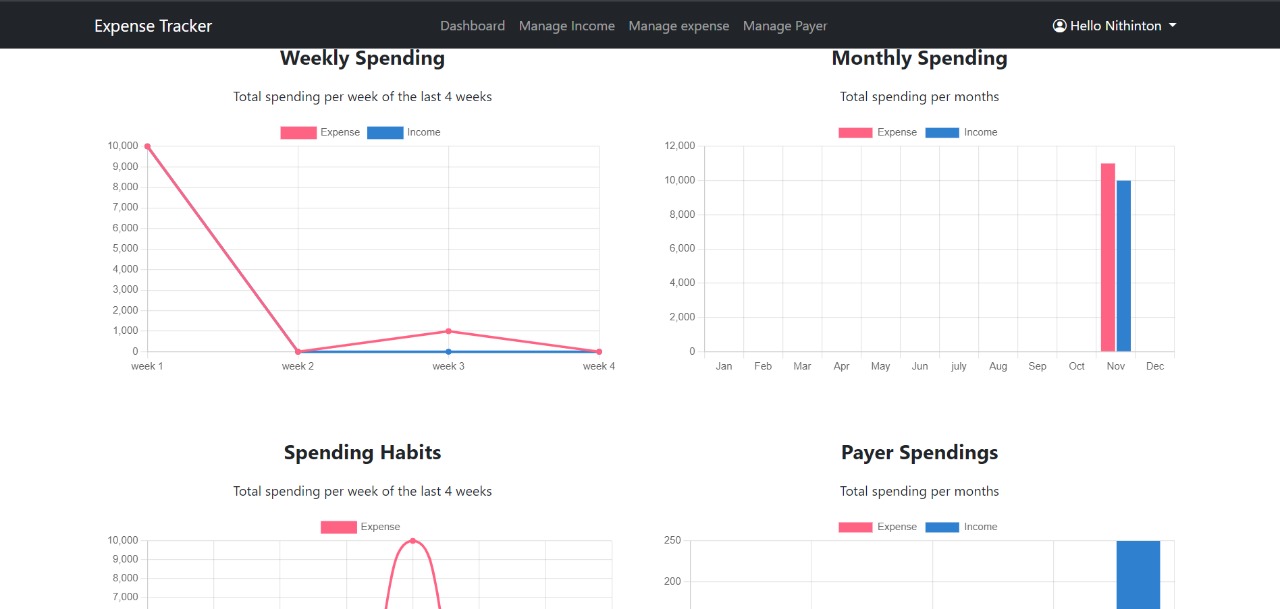 Expense Tracker Dashboard Manage Income Manage expense Manage Payer Hello Nithinton
Weekly Spending
Total spending per week of the last 4 weeks
Expense Income
10,000
9,000
8,000
7,000
6,000
5,000
4,000
3,000
2,000
1,000
0
week 1 week 2 week 3 week 4
Monthly Spending
Total spending per months
Expense Income
12,000
10,000
8,000
6,000
4,000
2,000
0
Jan Feb Mar Apr May Jun july Aug Sep Oct Nov Dec
Spending Habits
Total spending per week of the last 4 weeks
Expense
10,000
9,000
8,000
7,000
Payer Spendings
Total spending per months
Expense Income
250
200